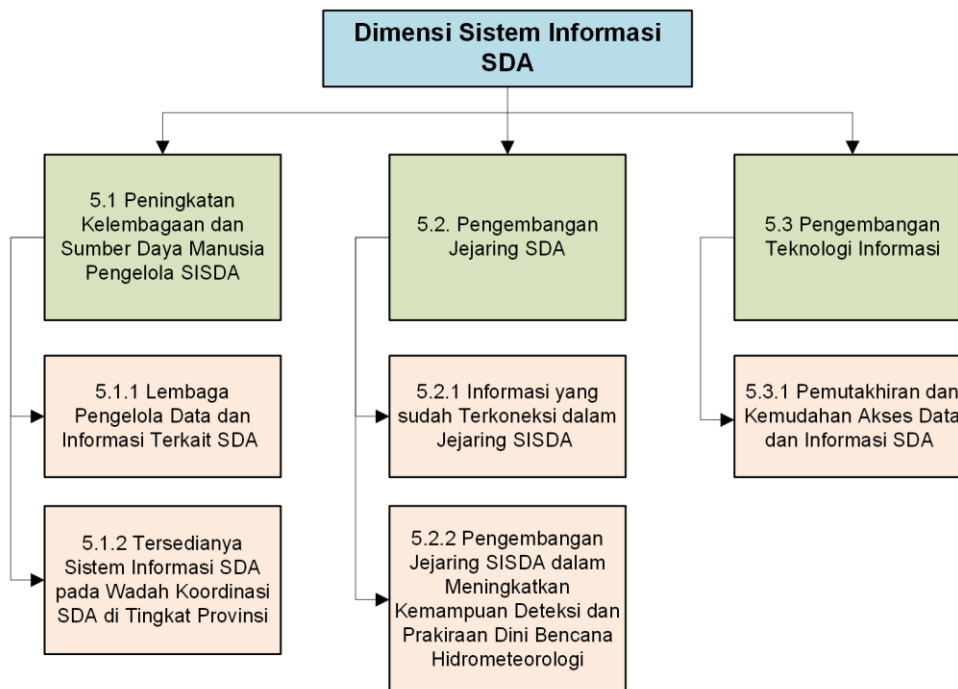 Dimensi Sistem Informasi
SDA
5.1 Peningkatan
Kelembagaan dan
Sumber Daya Manusia
Pengelola SISDA
5.1.1 Lembaga
Pengelola Data dan
Informasi Terkait SDA
5.1.2 Tersedianya
Sistem Informasi SDA
pada Wadah Koordinasi
SDA di Tingkat Provinsi
5.2. Pengembangan
Jejaring SDA
5.2.1 Informasi yang
sudah Terkoneksi dalam
Jejaring SISDA
5.2.2 Pengembangan
Jejaring SISDA dalam
Meningkatkan
Kemampuan Deteksi dan
Prakiraan Dini Bencana
Hidrometeorologi
5.3 Pengembangan
Teknologi Informasi
5.3.1 Pemutakhiran dan
Kemudahan Akses Data
dan Informasi SDA